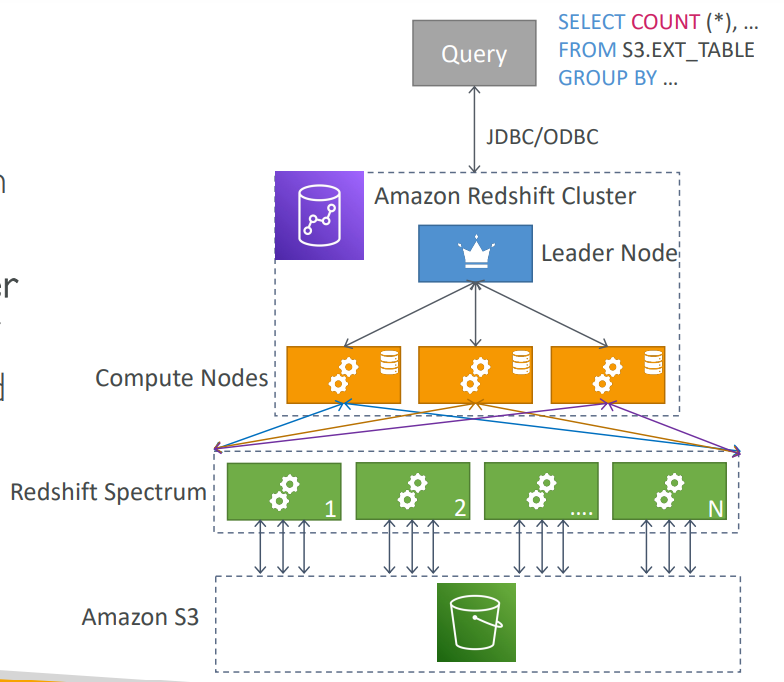 Query
SELECT COUNT (*), ...
FROM S3.EXT_TABLE
GROUP BY ...
JDBC/ODBC
Amazon Redshift Cluster
Leader Node
Compute Nodes
Redshift Spectrum
1
2
....
N
Amazon S3